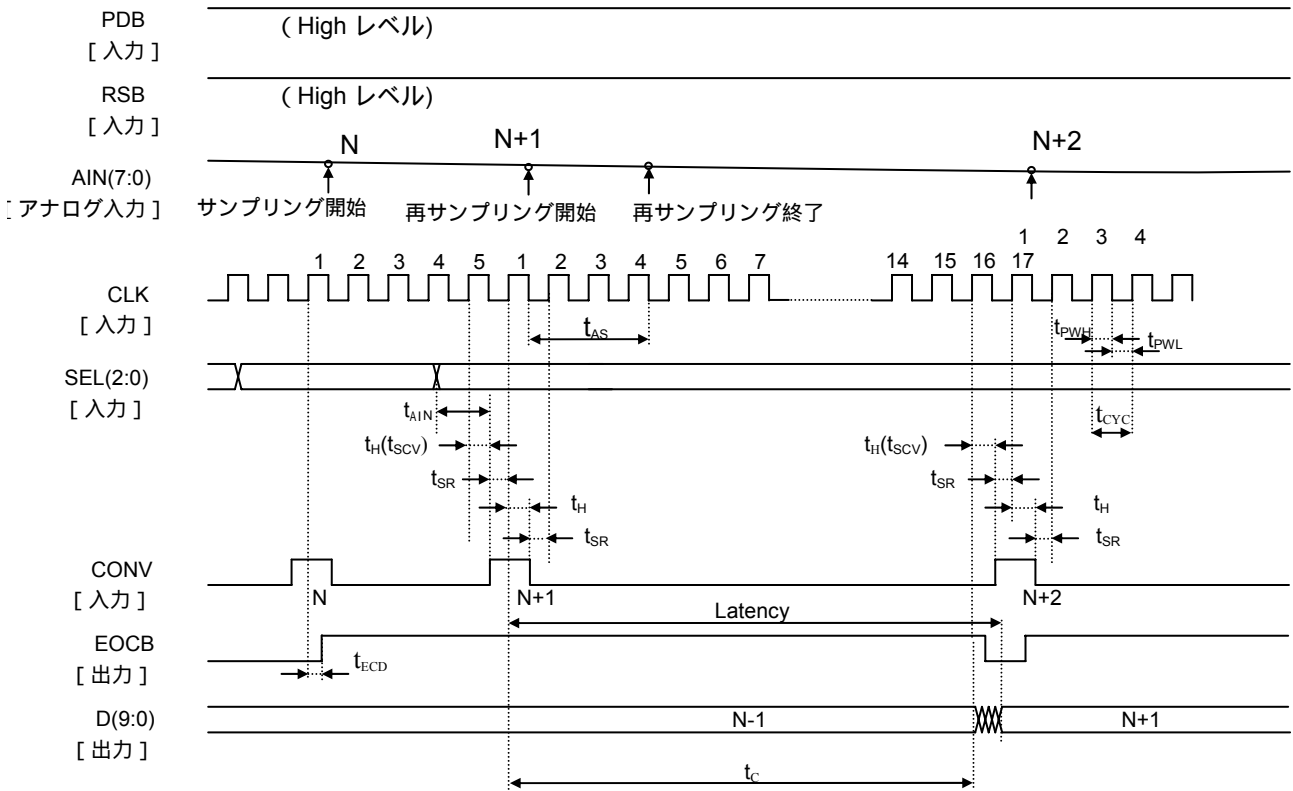 PDB
[ 入力 ]
( High レベル)
RSB
[ 入力 ]
( High レベル)
N
N+1
N+2
AIN(7:0)
[ アナログ入力 ]
サンプリング開始
再サンプリング開始
再サンプリング終了
1 2 3 4 5 1 2 3 4 5 6 7 14 15 16 17
1 2 3 4
CLK
[ 入力 ]
tAS
tPWH
tPWL
SEL(2:0)
[ 入力 ]
tAIN
tCYC
tH(tSCV)
tH(tSCV)
tSR
tSR
tH
tH
tSR
tSR
CONV
[ 入力 ]
N
N+1
N+2
Latency
EOCB
[ 出力 ]
tECD
D(9:0)
[ 出力 ]
N-1
N+1
tC